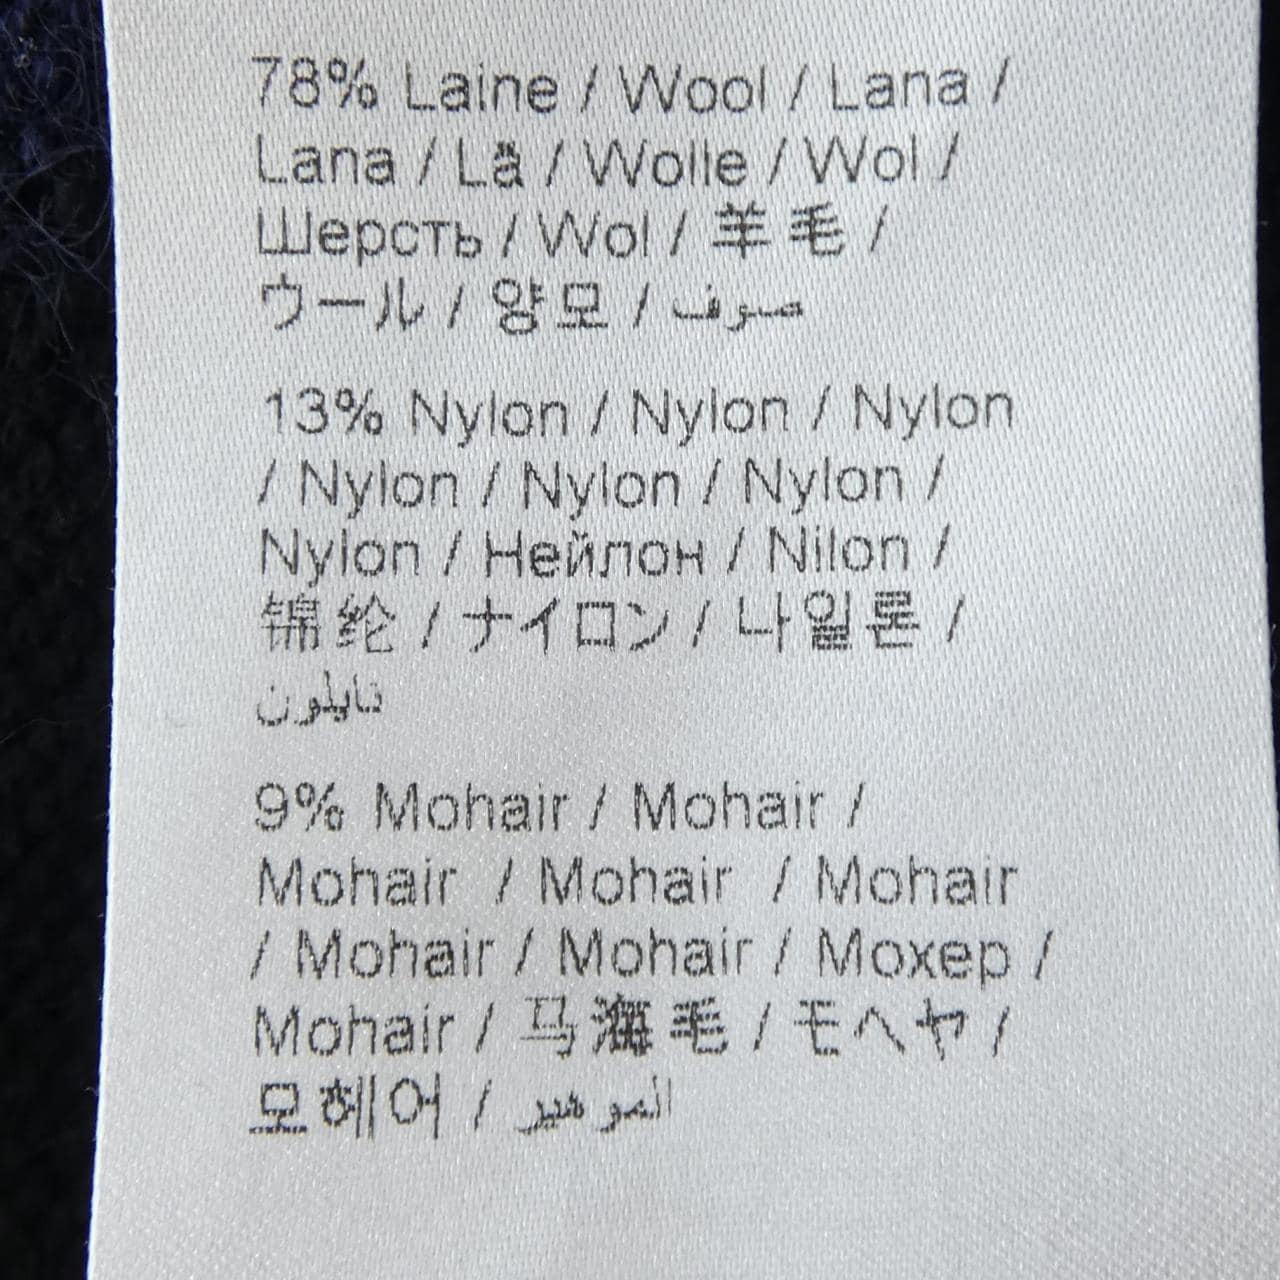 78% Laine / Wool / Lana /
Lana / Lã / Wolle / Wol /
Шерсть / Wol / 羊毛 /
ウール / 양모 / صوف
13% Nylon / Nylon / Nylon
/ Nylon / Nylon / Nylon /
Nylon / Нейлон / Nilon /
锦纶 / ナイロン / 나일론 /
نايلون
9% Mohair / Mohair /
Mohair / Mohair / Mohair
/ Mohair / Mohair / Мохер /
Mohair / 马海毛 / モヘヤ /
모헤어 / الموهير